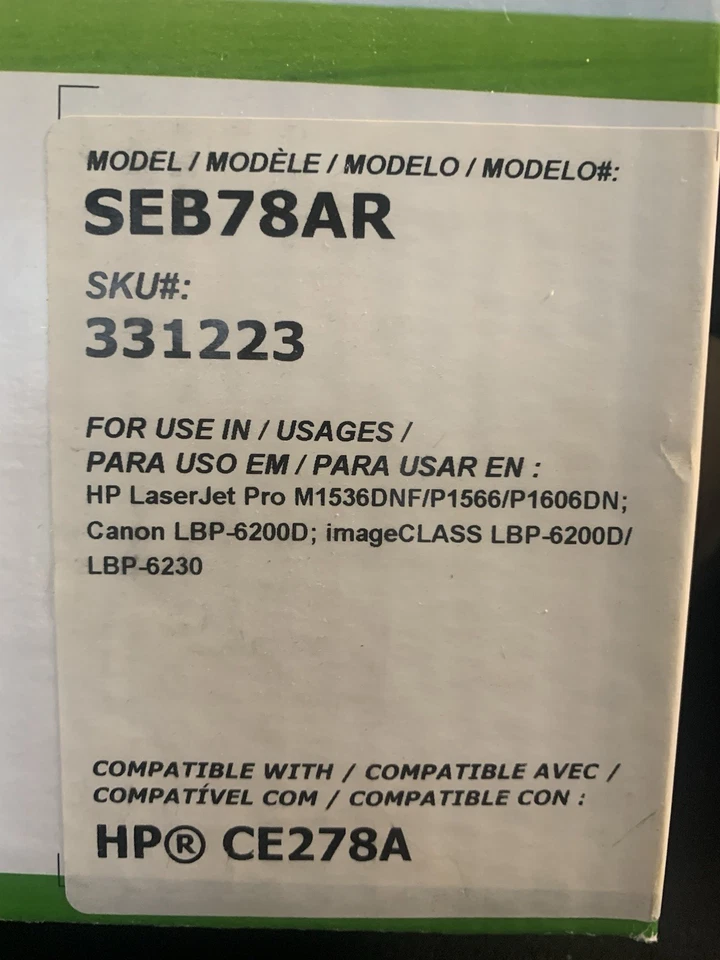 MODEL / MODÈLE / MODELO / MODELO#:
SEB78AR
SKU#:
331223
FOR USE IN / USAGES /
PARA USO EM / PARA USAR EN :
HP LaserJet Pro M1536DNF/P1566/P1606DN;
Canon LBP-6200D; imageCLASS LBP-6200D/
LBP-6230
COMPATIBLE WITH / COMPATIBLE AVEC /
COMPATÍVEL COM / COMPATIBLE CON :
HP® CE278A